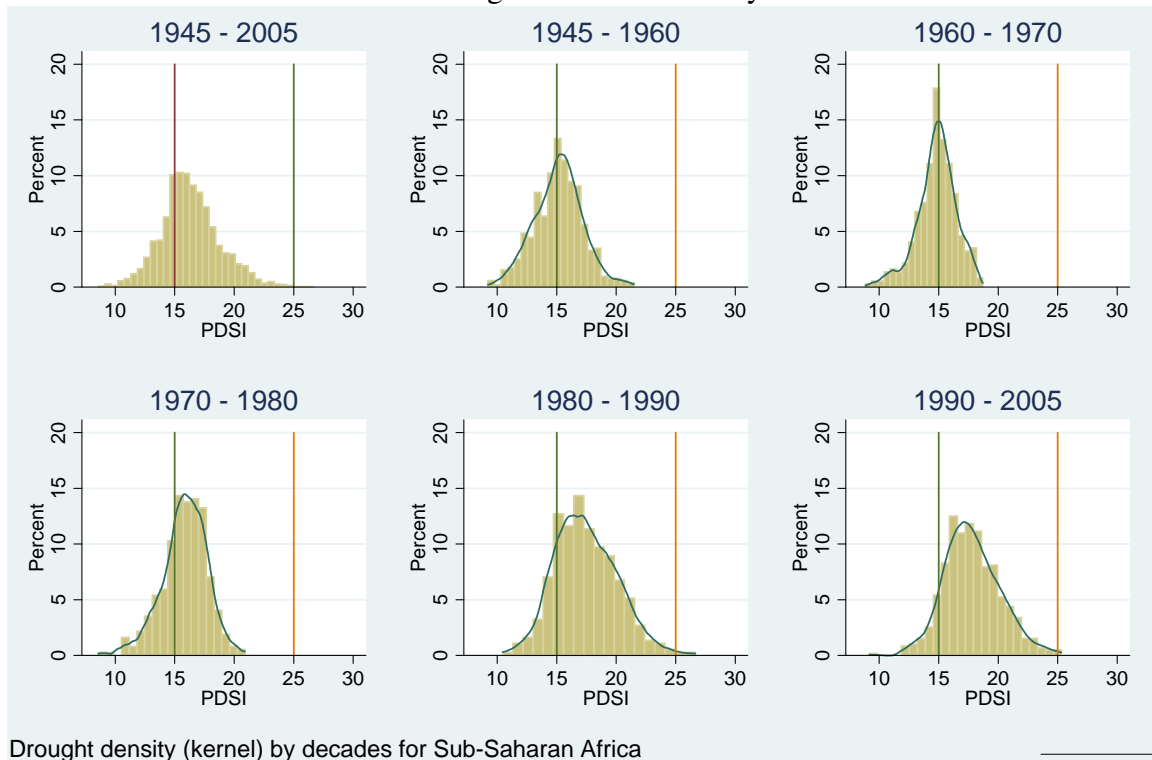 1945 - 2005
Percent
0 5 10 15 20
10 15 20 25 30
PDSI
1945 - 1960
Percent
0 5 10 15 20
10 15 20 25 30
PDSI
1960 - 1970
Percent
0 5 10 15 20
10 15 20 25 30
PDSI
1970 - 1980
Percent
0 5 10 15 20
10 15 20 25 30
PDSI
1980 - 1990
Percent
0 5 10 15 20
10 15 20 25 30
PDSI
1990 - 2005
Percent
0 5 10 15 20
10 15 20 25 30
PDSI
Drought density (kernel) by decades for Sub-Saharan Africa